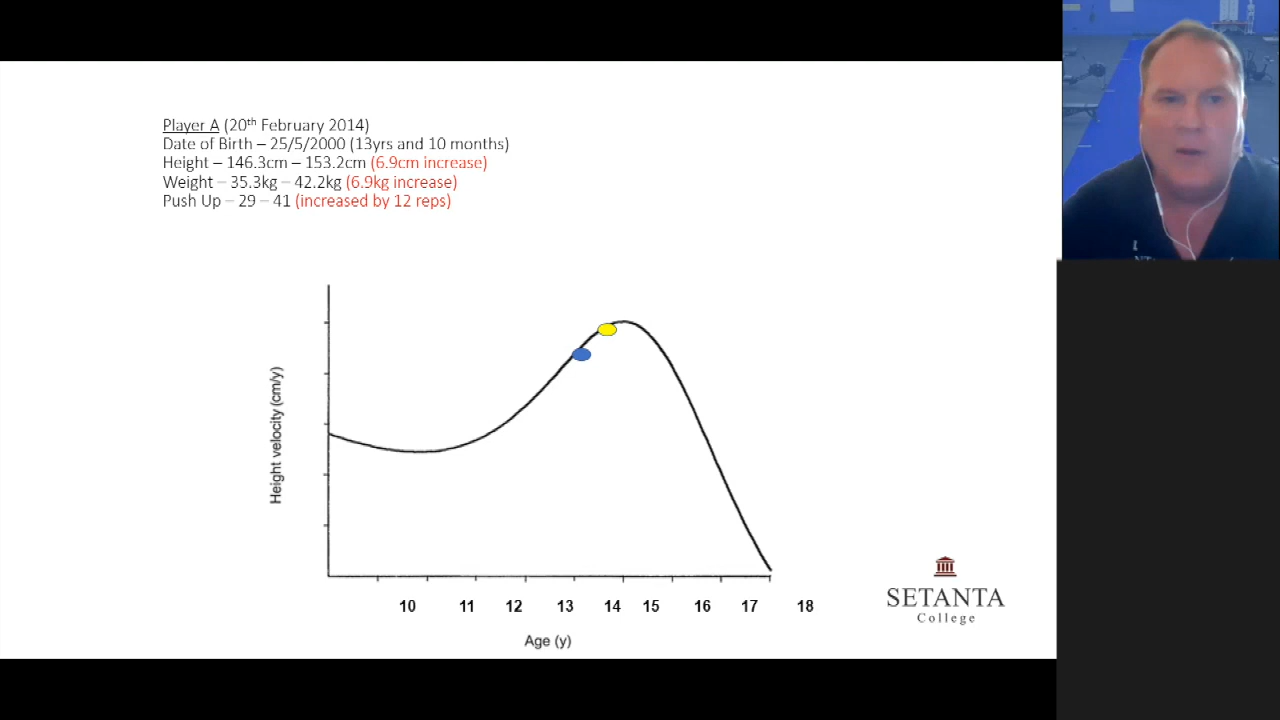 Player A (20th February 2014)
Date of Birth – 25/5/2000 (13yrs and 10 months)
Height – 146.3cm – 153.2cm (6.9cm increase)
Weight – 35.3kg – 42.2kg (6.9kg increase)
Push Up – 29 – 41 (increased by 12 reps)
Height velocity (cm/y)
10 11 12 13 14 15 16 17 18
Age (y)
SETANTA
College